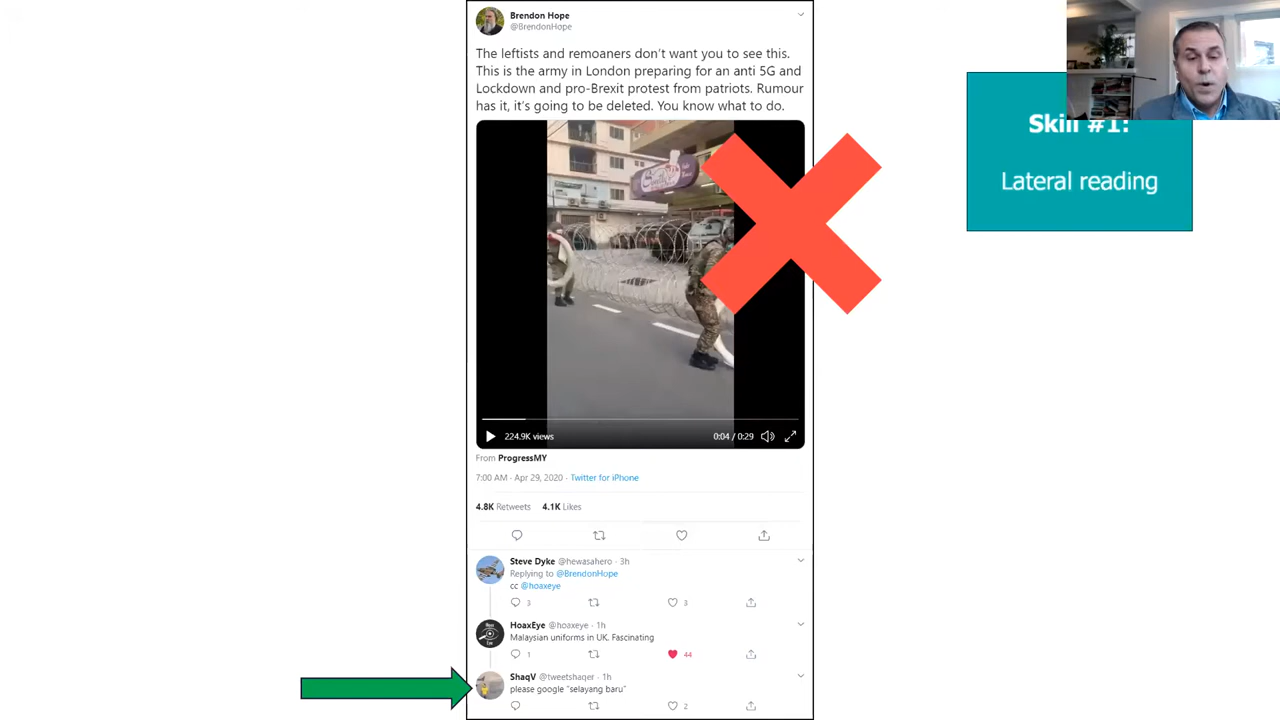 Brendon Hope
@BrendonHope
The leftists and remoaners don't want you to see this.
This is the army in London preparing for an anti 5G and
Lockdown and pro-Brexit protest from patriots. Rumour
has it, it's going to be deleted. You know what to do.
224.9K views
0:04 / 0:29
From ProgressMY
7:00 AM · Apr 29, 2020 · Twitter for iPhone
4.8K Retweets 4.1K Likes
Steve Dyke @hewasahero · 3h
Replying to @BrendonHope
cc @hoaxeye
3 3
HoaxEye @hoaxeye · 1h
Malaysian uniforms in UK. Fascinating
1 44
ShaqV @tweetshaqer · 1h
please google "selayang baru"
2
Skill #1:
Lateral reading